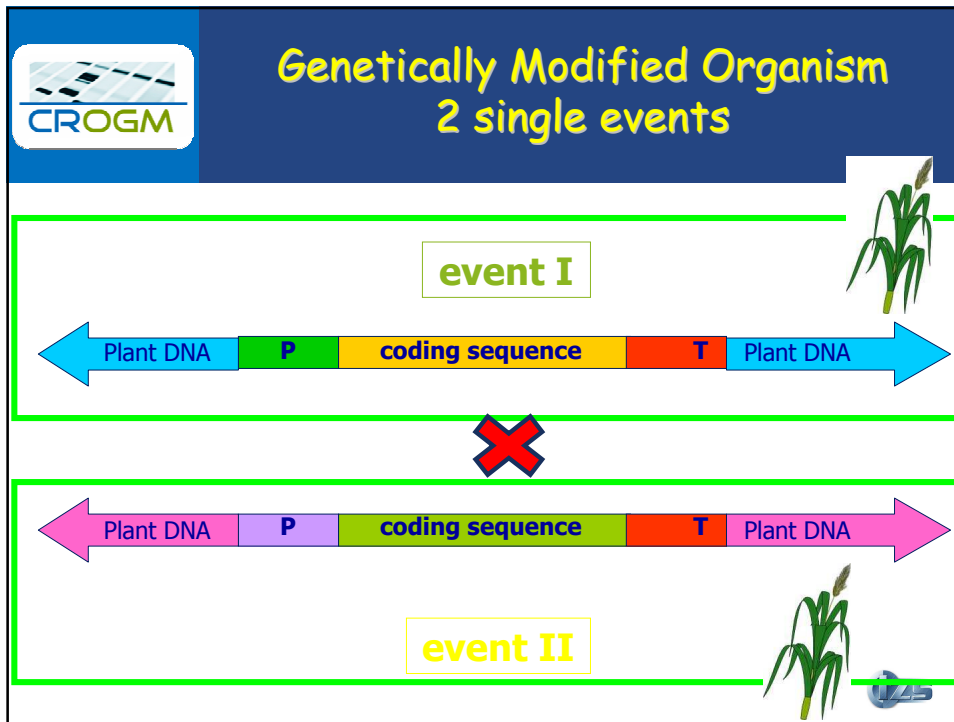 CROGM
Genetically Modified Organism
2 single events
event I
Plant DNA P coding sequence T Plant DNA
Plant DNA P coding sequence T Plant DNA
event II